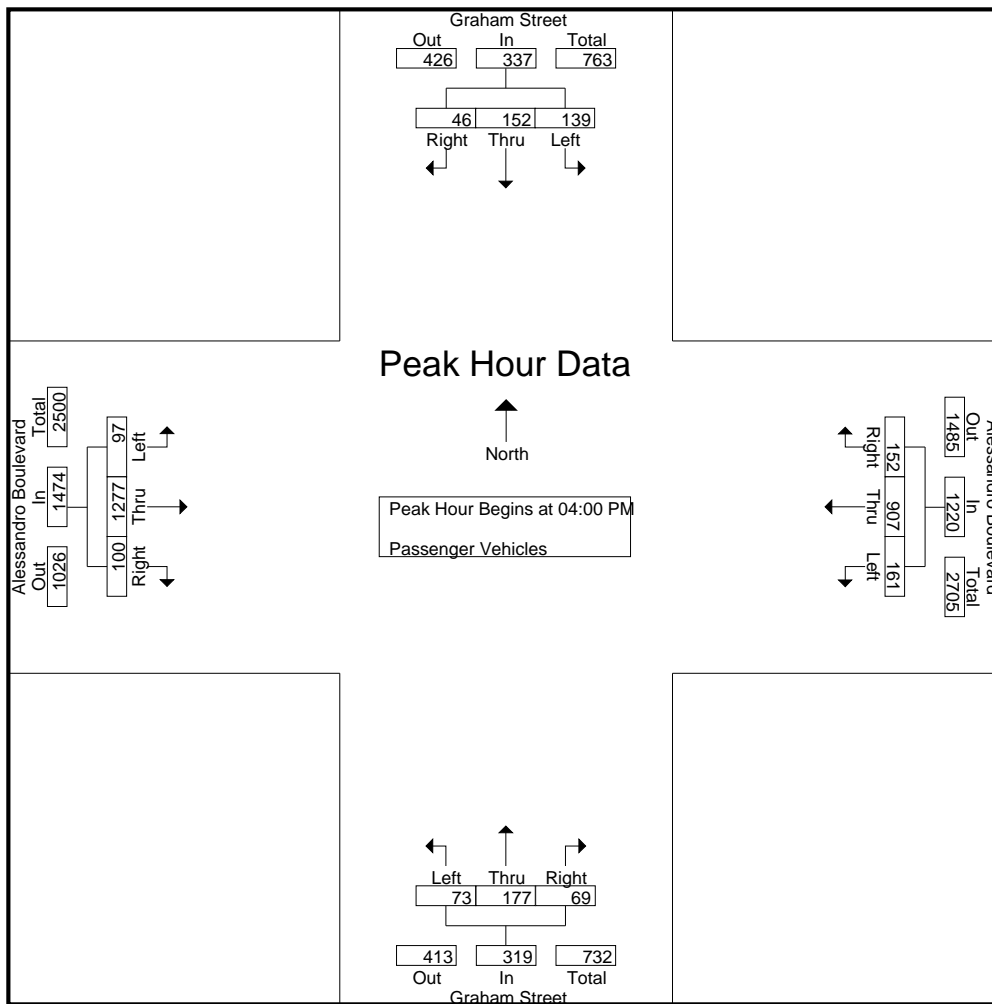 Graham Street
Out In Total
426 337 763
46 152 139
Right Thru Left
Peak Hour Data
North
Peak Hour Begins at 04:00 PM
Passenger Vehicles
Alessandro Boulevard
Total In Out
2500 1474 1026
97 1277 100
Left Thru Right
Alessandro Boulevard
Out In Total
1485 1220 2705
152 907 161
Right Thru Left
Left Thru Right
73 177 69
413 319 732
Out In Total
Graham Street